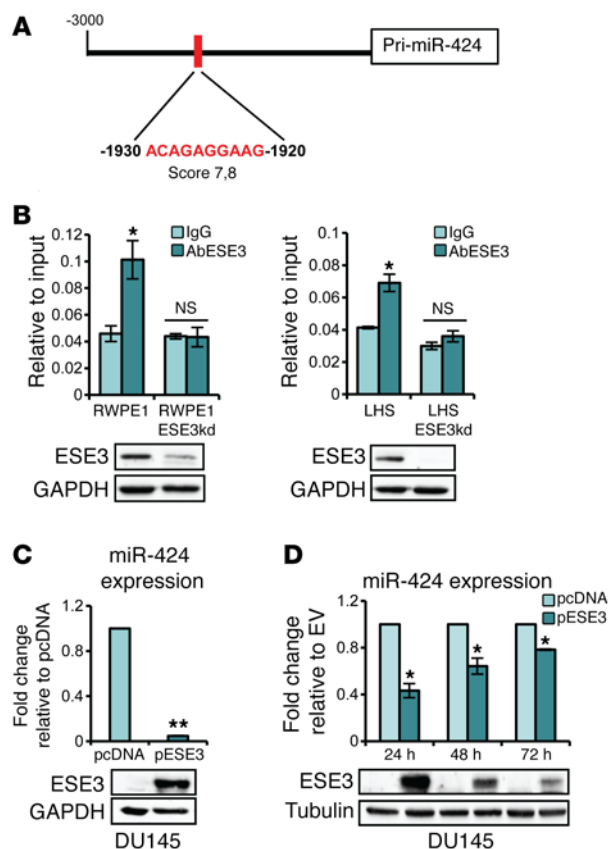 A
-3000
Pri-miR-424
-1930 ACAGAGGAAG-1920
Score 7,8
B
Relative to input
0.12
0.1
0.08
0.06
0.04
0.02
0
*
NS
IgG
AbESE3
RWPE1
RWPE1 ESE3kd
ESE3
GAPDH
Relative to input
0.1
0.08
0.06
0.04
0.02
0
*
NS
IgG
AbESE3
LHS
LHS ESE3kd
ESE3
GAPDH
C
miR-424
expression
Fold change
relative to pcDNA
1.2
0.8
0.4
0
**
pcDNA
pESE3
ESE3
GAPDH
DU145
D
miR-424 expression
Fold change
relative to EV
1.2
0.8
0.4
0
pcDNA
pESE3
*
*
*
24 h
48 h
72 h
ESE3
Tubulin
DU145